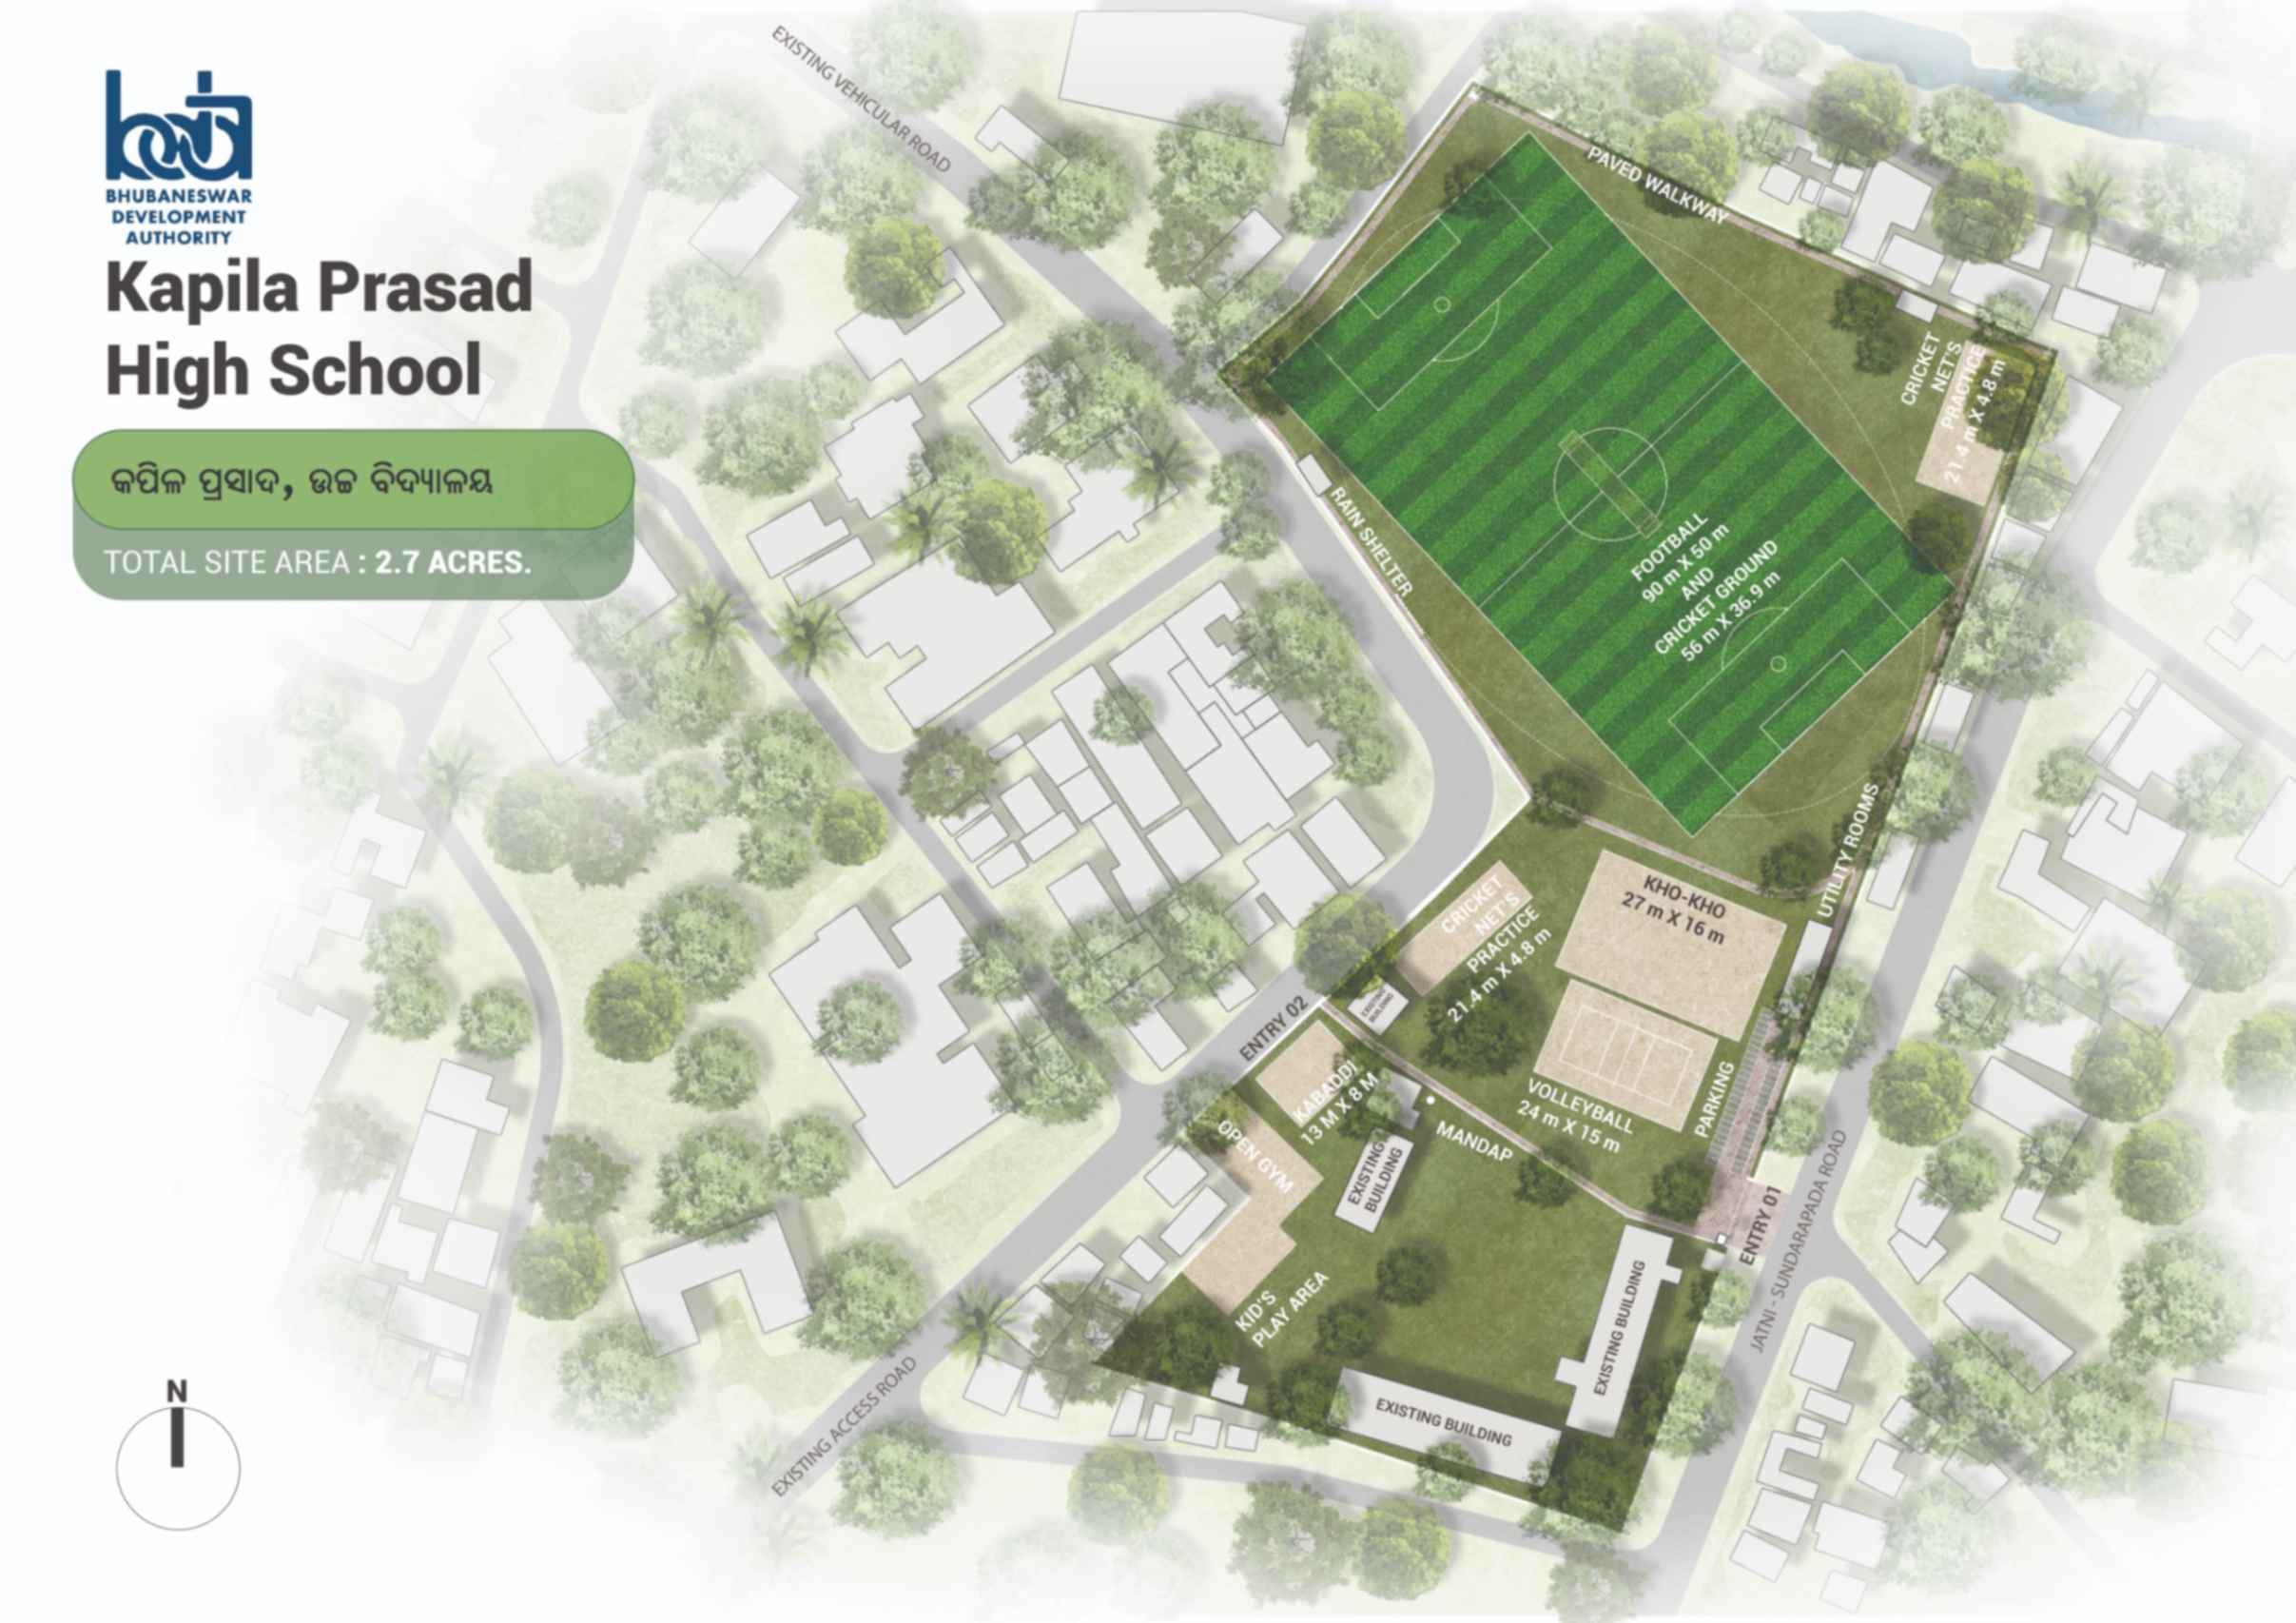 BHUBANESWAR
DEVELOPMENT
AUTHORITY
Kapila Prasad
High School
କପିଳ ପ୍ରସାଦ, ଉଚ୍ଚ ବିଦ୍ୟାଳୟ
TOTAL SITE AREA : 2.7 ACRES.
EXISTING VEHICULAR ROAD
PAVED WALKWAY
CRICKET
NET'S
PRACTICE
21.4 m X 4.8 m
RAIN SHELTER
FOOTBALL
90 m X 50 m
AND
CRICKET GROUND
56 m X 36.9 m
UTILITY ROOMS
KHO-KHO
27 m X 16 m
CRICKET
NET'S
PRACTICE
21.4 m X 4.8 m
EXISTING
BUILDING
ENTRY 02
KABADDI
13 M X 8 M
VOLLEYBALL
24 m X 15 m
PARKING
MANDAP
OPEN GYM
EXISTING
BUILDING
ENTRY 01
JATNI - SUNDARAPADA ROAD
KID'S
PLAY AREA
EXISTING BUILDING
EXISTING BUILDING
EXISTING ACCESS ROAD
N